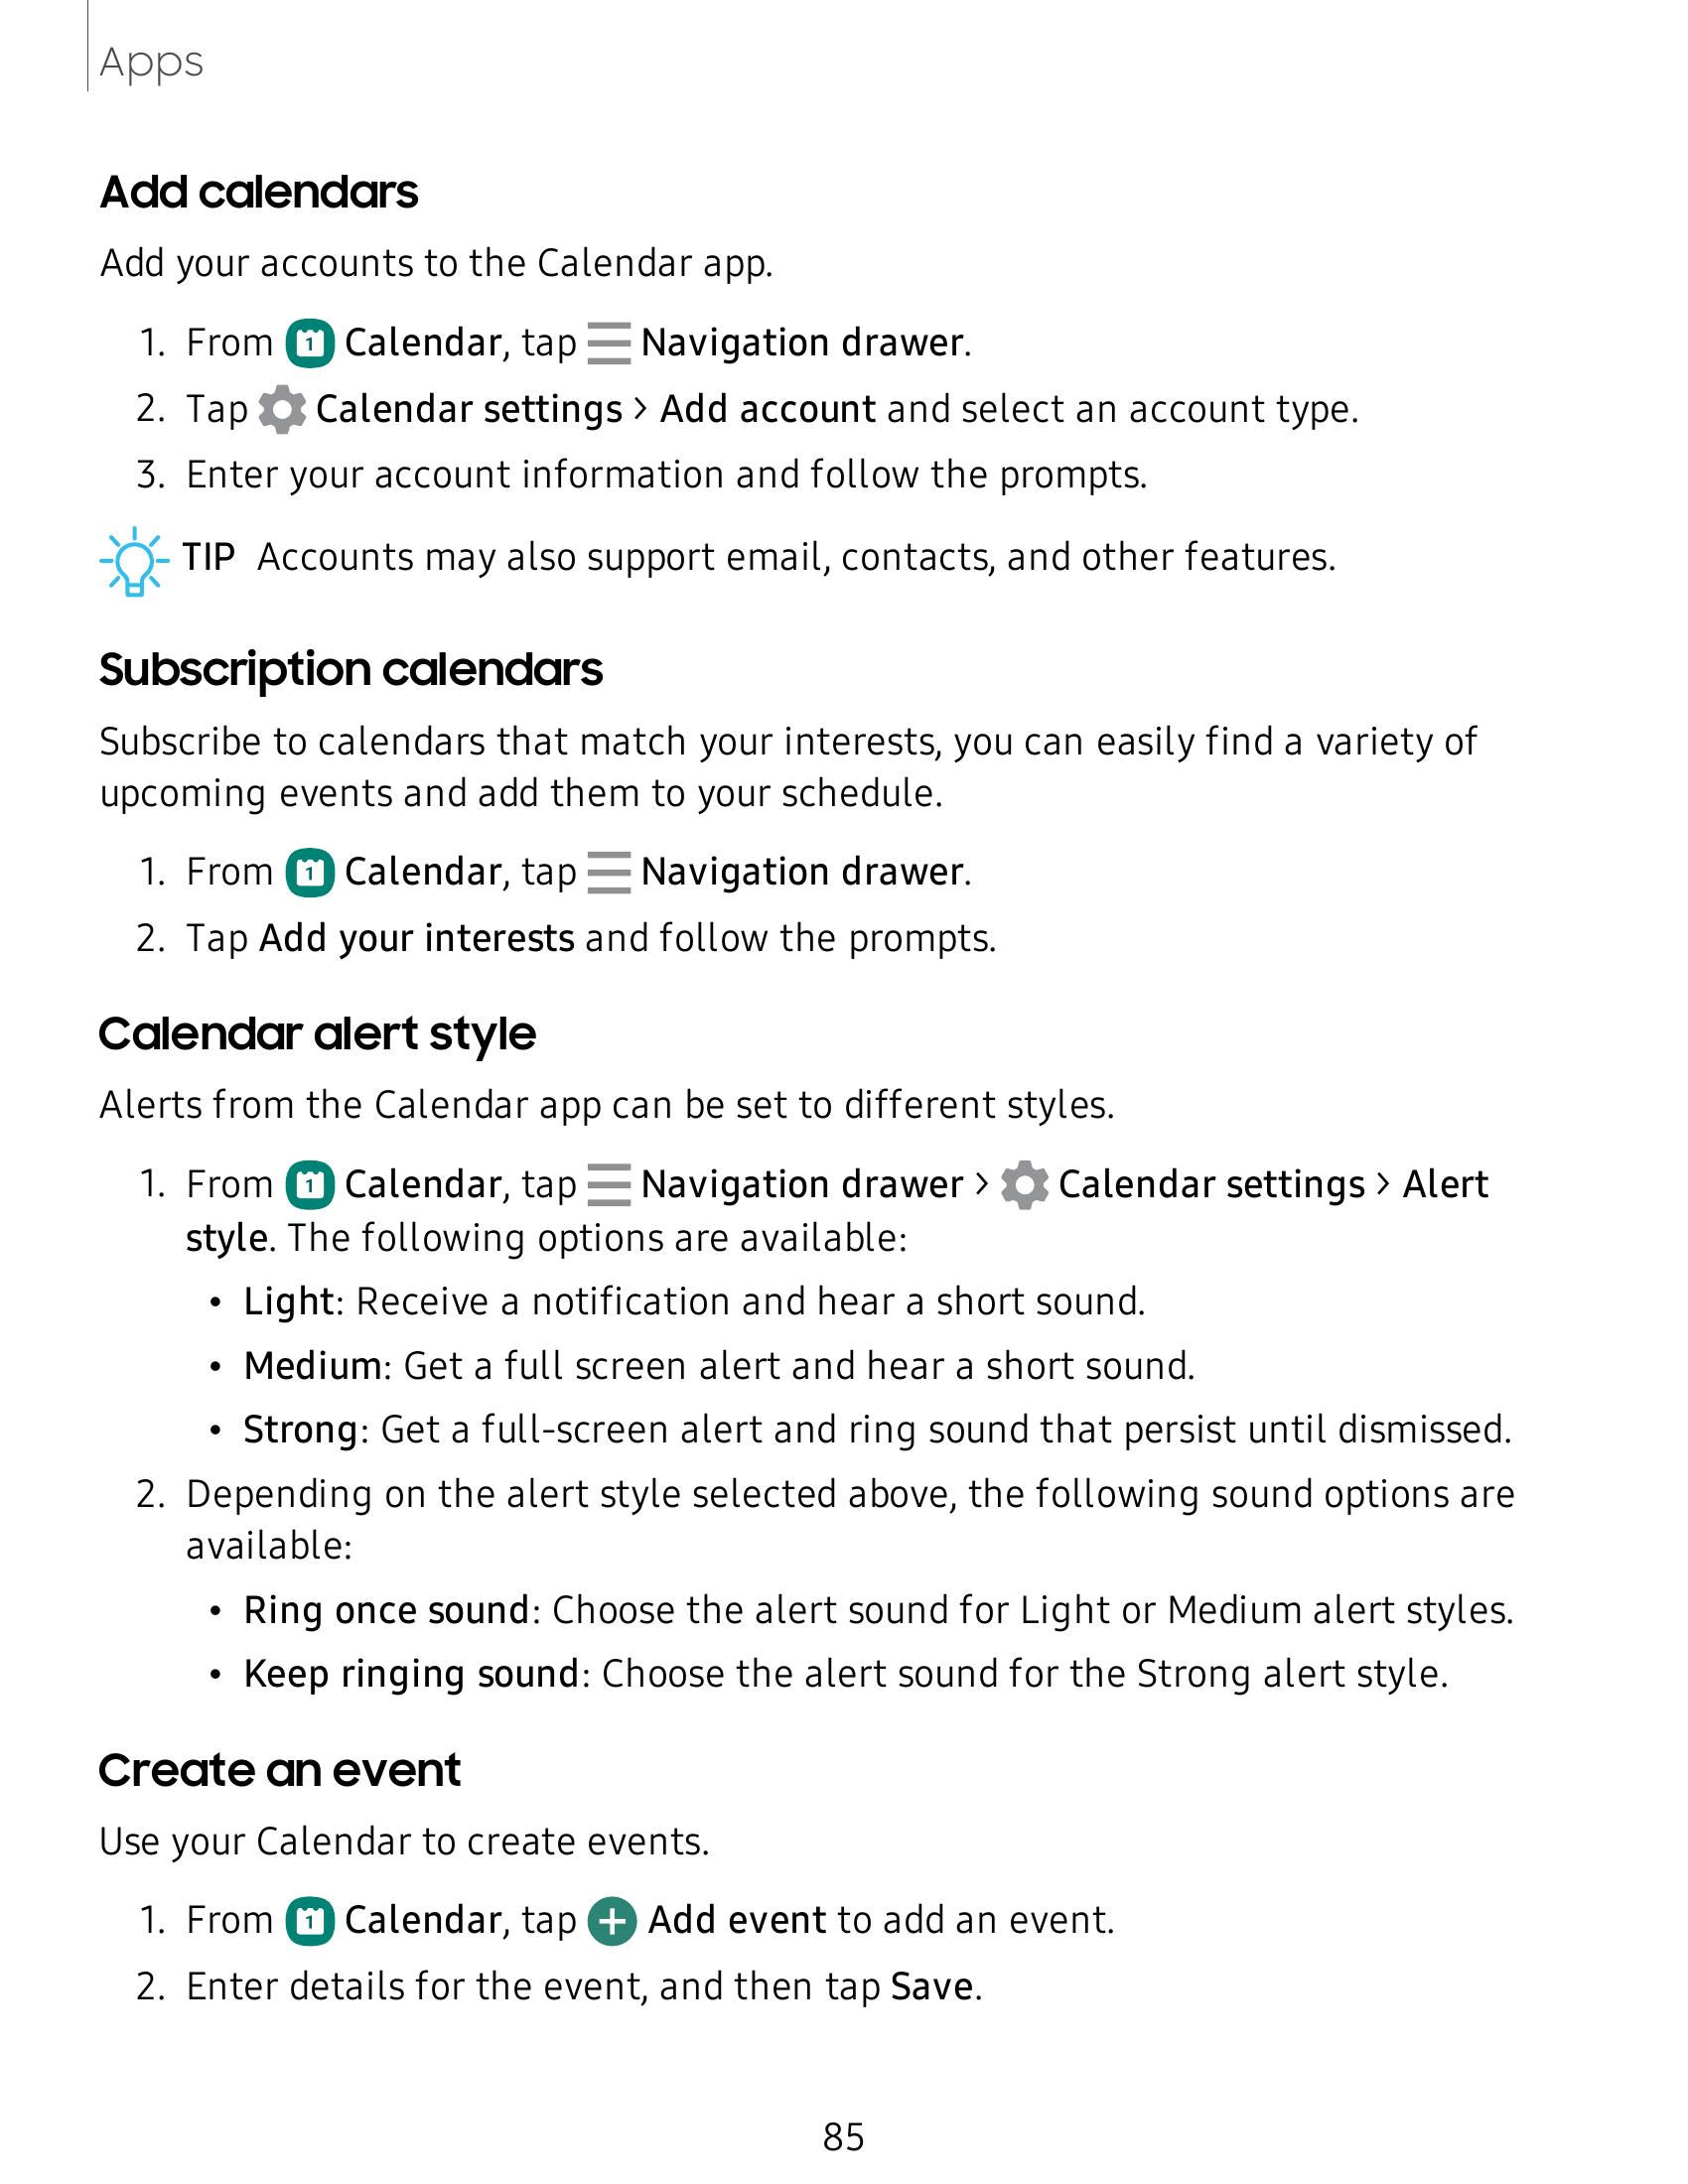 Apps
Add calendars
Add your accounts to the Calendar app.
1. From 1 Calendar, tap Navigation drawer.
2. Tap Calendar settings > Add account and select an account type.
3. Enter your account information and follow the prompts.
TIP Accounts may also support email, contacts, and other features.
Subscription calendars
Subscribe to calendars that match your interests, you can easily find a variety of
upcoming events and add them to your schedule.
1. From 1 Calendar, tap Navigation drawer.
2. Tap Add your interests and follow the prompts.
Calendar alert style
Alerts from the Calendar app can be set to different styles.
1. From 1 Calendar, tap Navigation drawer > Calendar settings > Alert
style. The following options are available:
• Light: Receive a notification and hear a short sound.
• Medium: Get a full screen alert and hear a short sound.
• Strong: Get a full-screen alert and ring sound that persist until dismissed.
2. Depending on the alert style selected above, the following sound options are
available:
• Ring once sound: Choose the alert sound for Light or Medium alert styles.
• Keep ringing sound: Choose the alert sound for the Strong alert style.
Create an event
Use your Calendar to create events.
1. From 1 Calendar, tap + Add event to add an event.
2. Enter details for the event, and then tap Save.
85